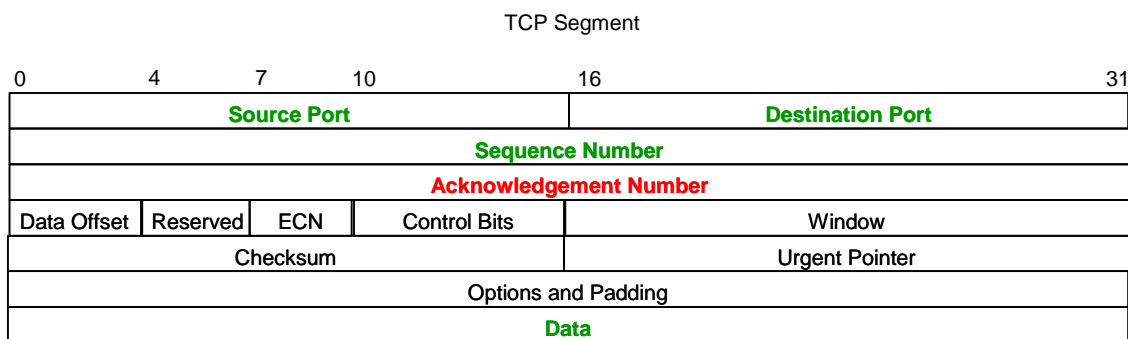 TCP Segment
0 4 7 10 16 31
Source Port Destination Port
Sequence Number
Acknowledgement Number
Data Offset Reserved ECN Control Bits Window
Checksum Urgent Pointer
Options and Padding
Data